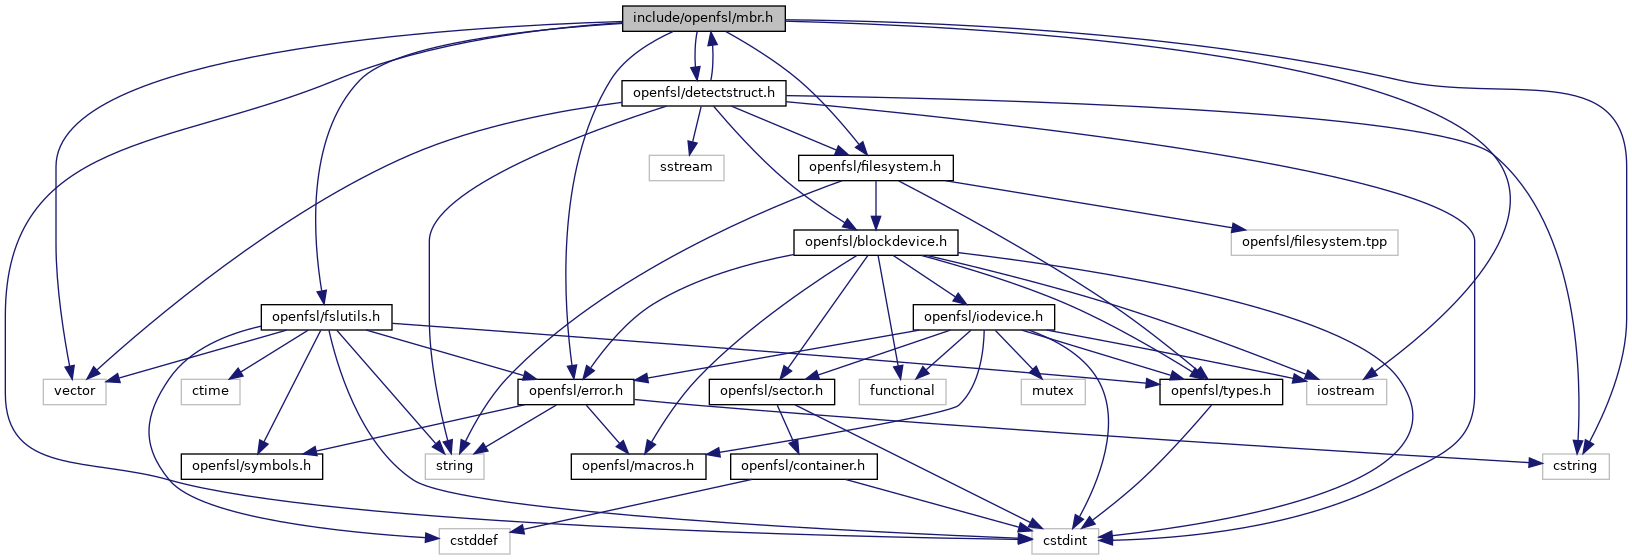 include/openfsl/mbr.h
openfsl/detectstruct.h
sstream
openfsl/filesystem.h
openfsl/blockdevice.h
openfsl/filesystem.tpp
openfsl/fslutils.h
openfsl/iodevice.h
vector
ctime
openfsl/error.h
openfsl/sector.h
functional
mutex
openfsl/types.h
iostream
openfsl/symbols.h
string
openfsl/macros.h
openfsl/container.h
cstring
cstddef
cstdint